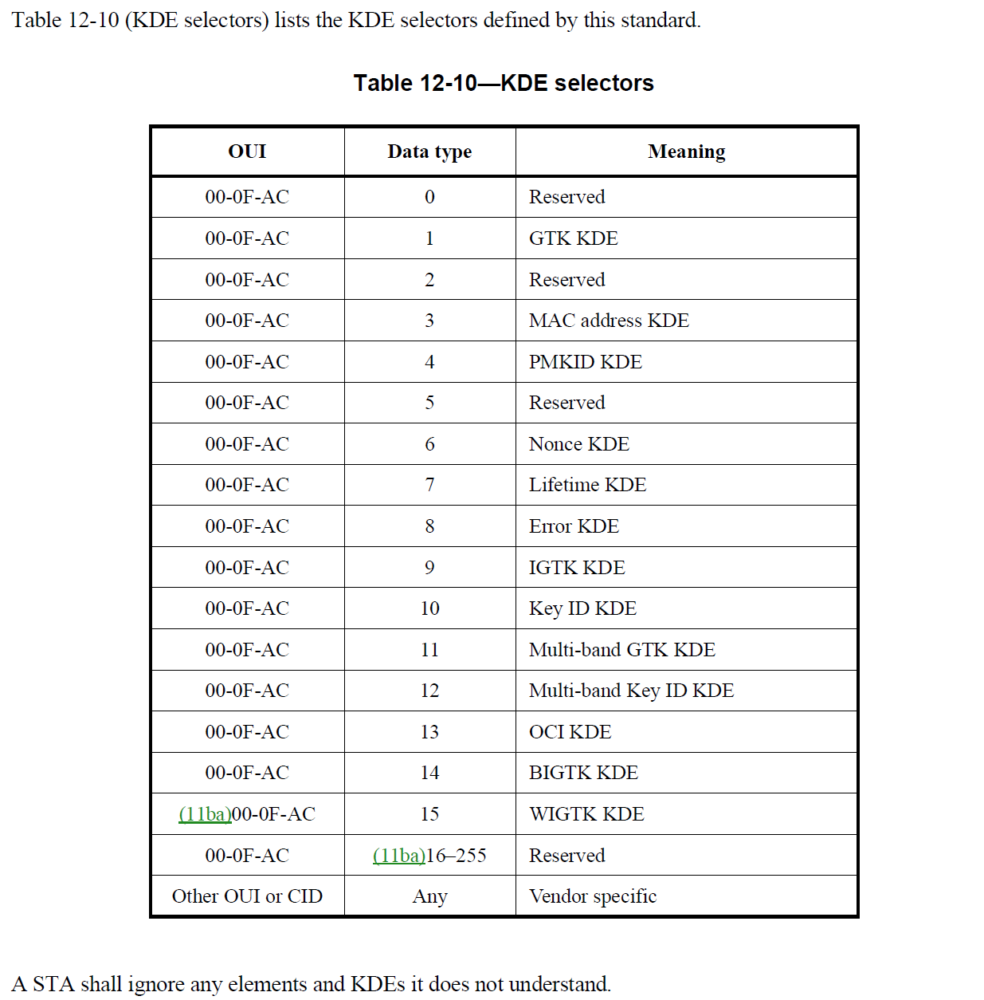 Table 12-10 (KDE selectors) lists the KDE selectors defined by this standard.
Table 12-10—KDE selectors
OUI Data type Meaning
00-0F-AC 0 Reserved
00-0F-AC 1 GTK KDE
00-0F-AC 2 Reserved
00-0F-AC 3 MAC address KDE
00-0F-AC 4 PMKID KDE
00-0F-AC 5 Reserved
00-0F-AC 6 Nonce KDE
00-0F-AC 7 Lifetime KDE
00-0F-AC 8 Error KDE
00-0F-AC 9 IGTK KDE
00-0F-AC 10 Key ID KDE
00-0F-AC 11 Multi-band GTK KDE
00-0F-AC 12 Multi-band Key ID KDE
00-0F-AC 13 OCI KDE
00-0F-AC 14 BIGTK KDE
(11ba)00-0F-AC 15 WIGTK KDE
00-0F-AC (11ba)16–255 Reserved
Other OUI or CID Any Vendor specific
A STA shall ignore any elements and KDEs it does not understand.